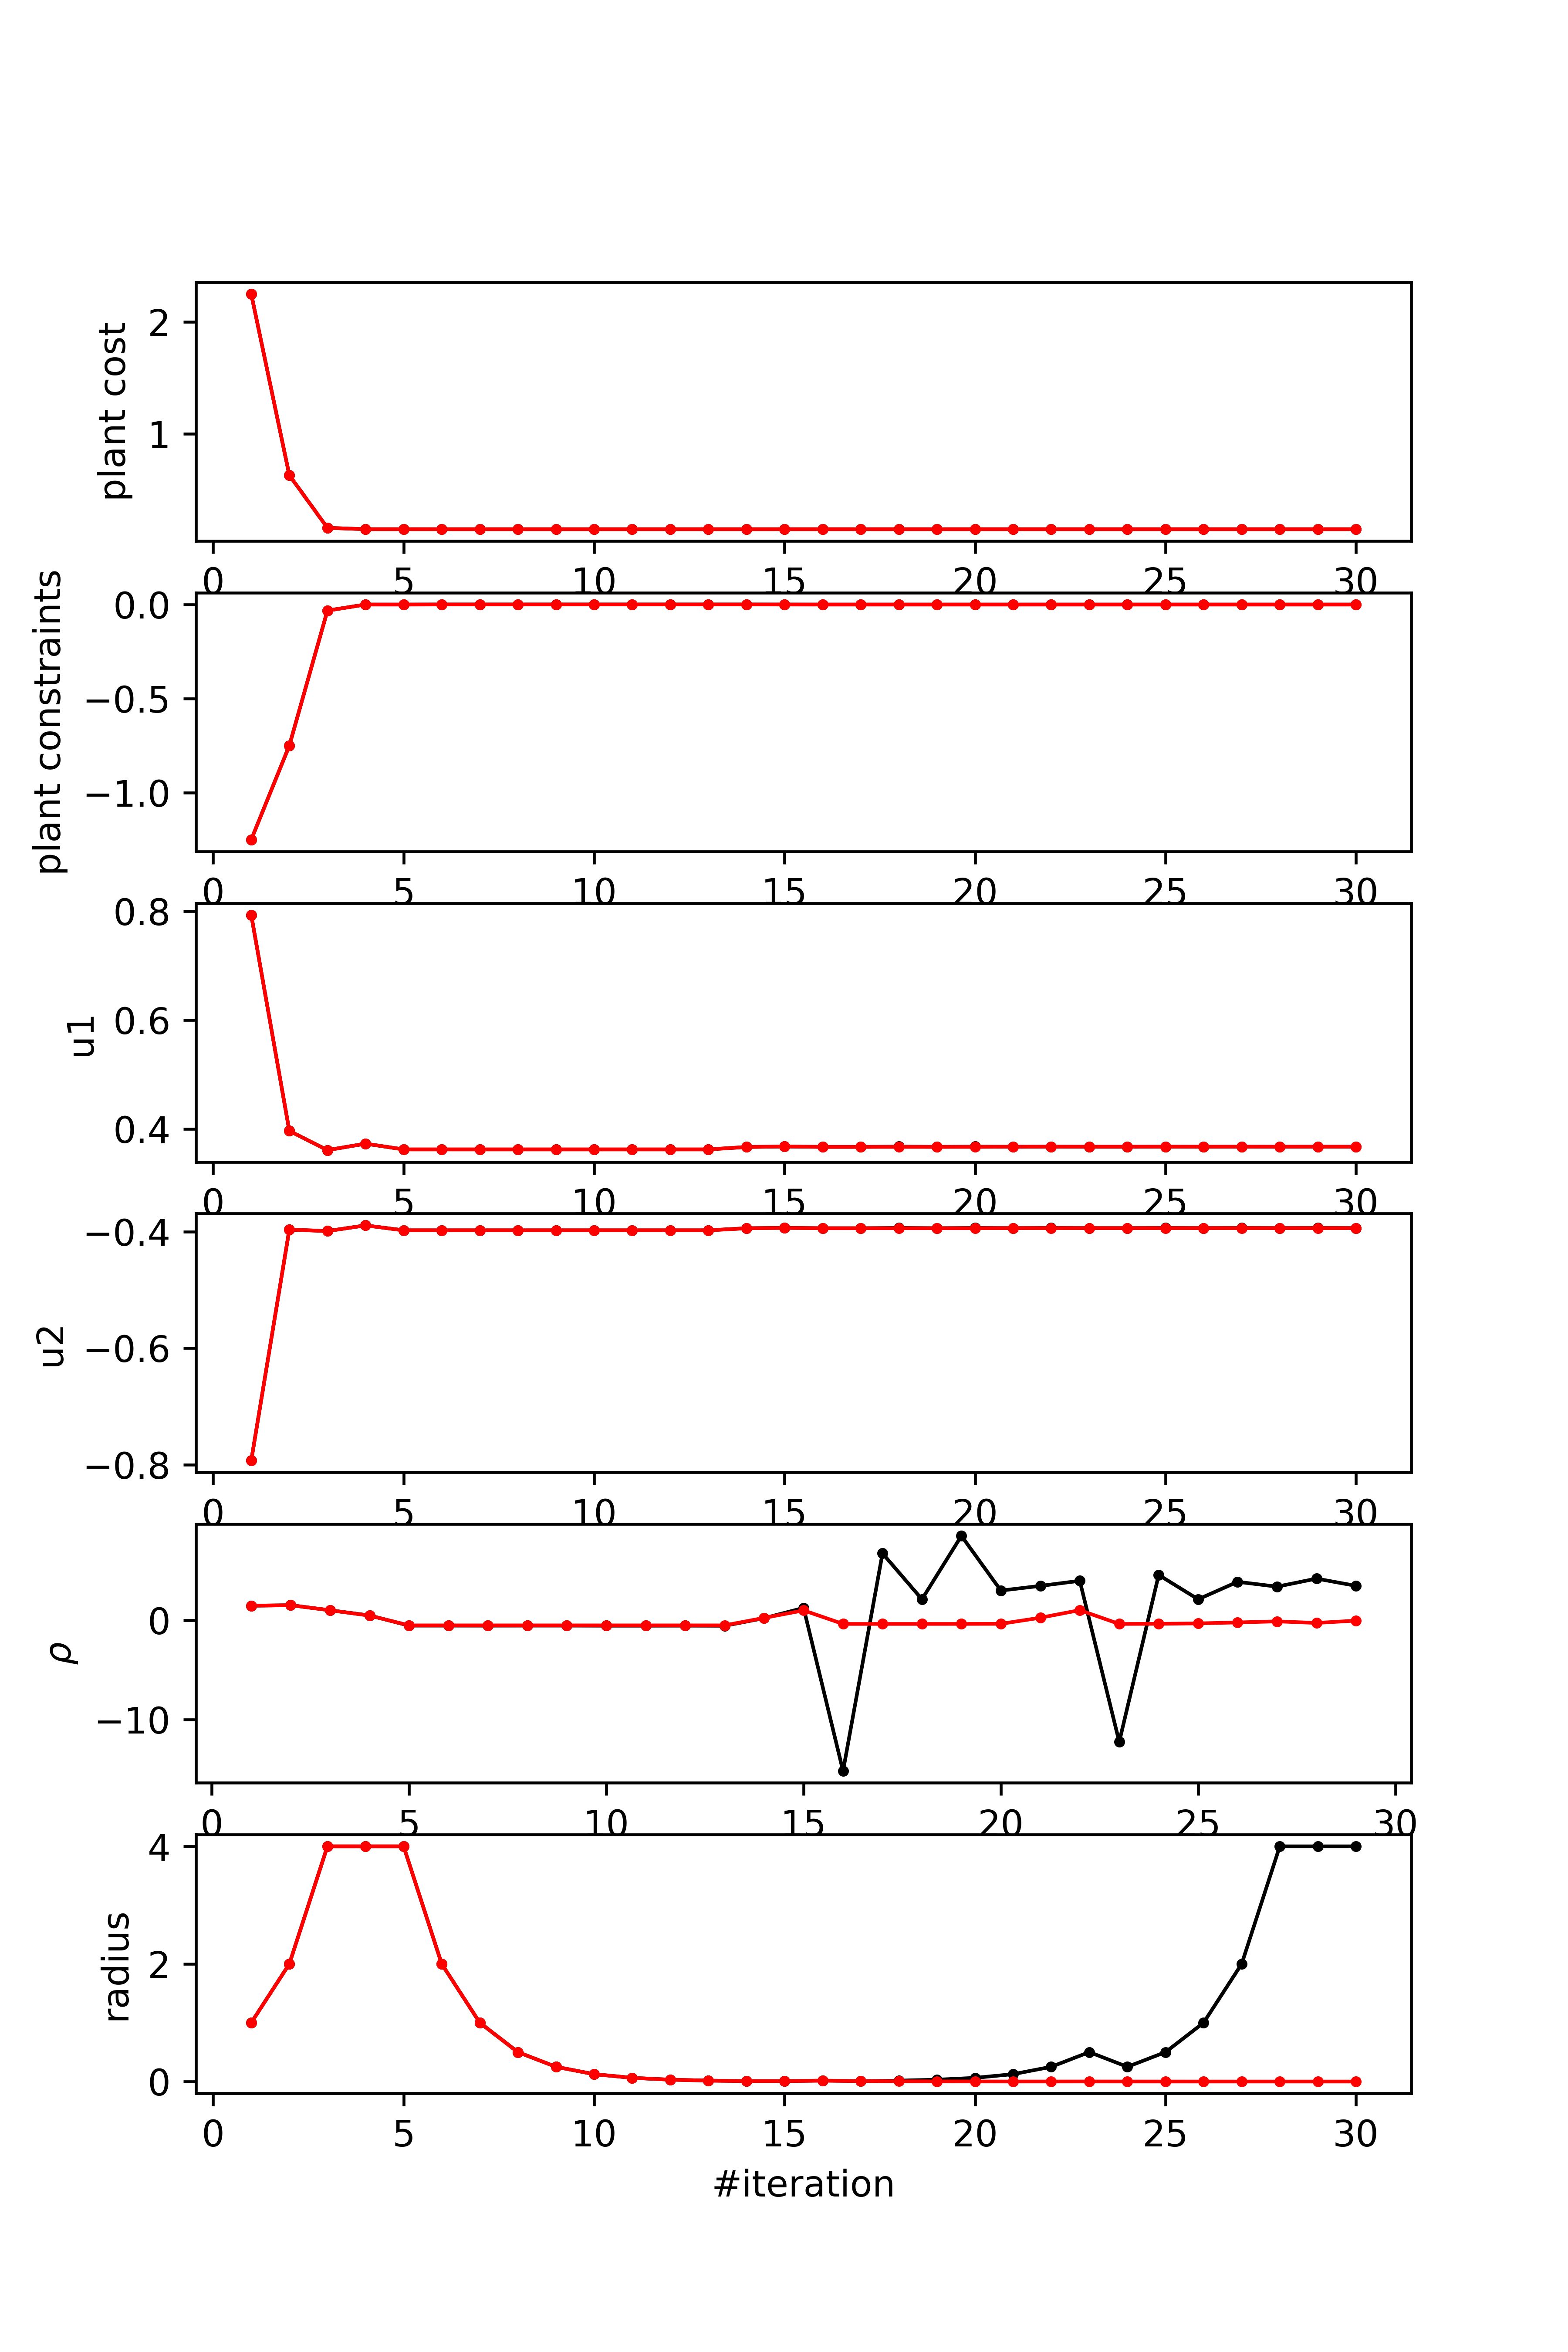 plant cost
2
1
0 5 10 15 20 25 30
plant constraints
0.0
−0.5
−1.0
0 5 10 15 20 25 30
u1
0.8
0.6
0.4
0 5 10 15 20 25 30
u2
−0.4
−0.6
−0.8
0 5 10 15 20 25 30
ρ
0
−10
0 5 10 15 20 25 30
radius
4
2
0
0 5 10 15 20 25 30
#iteration